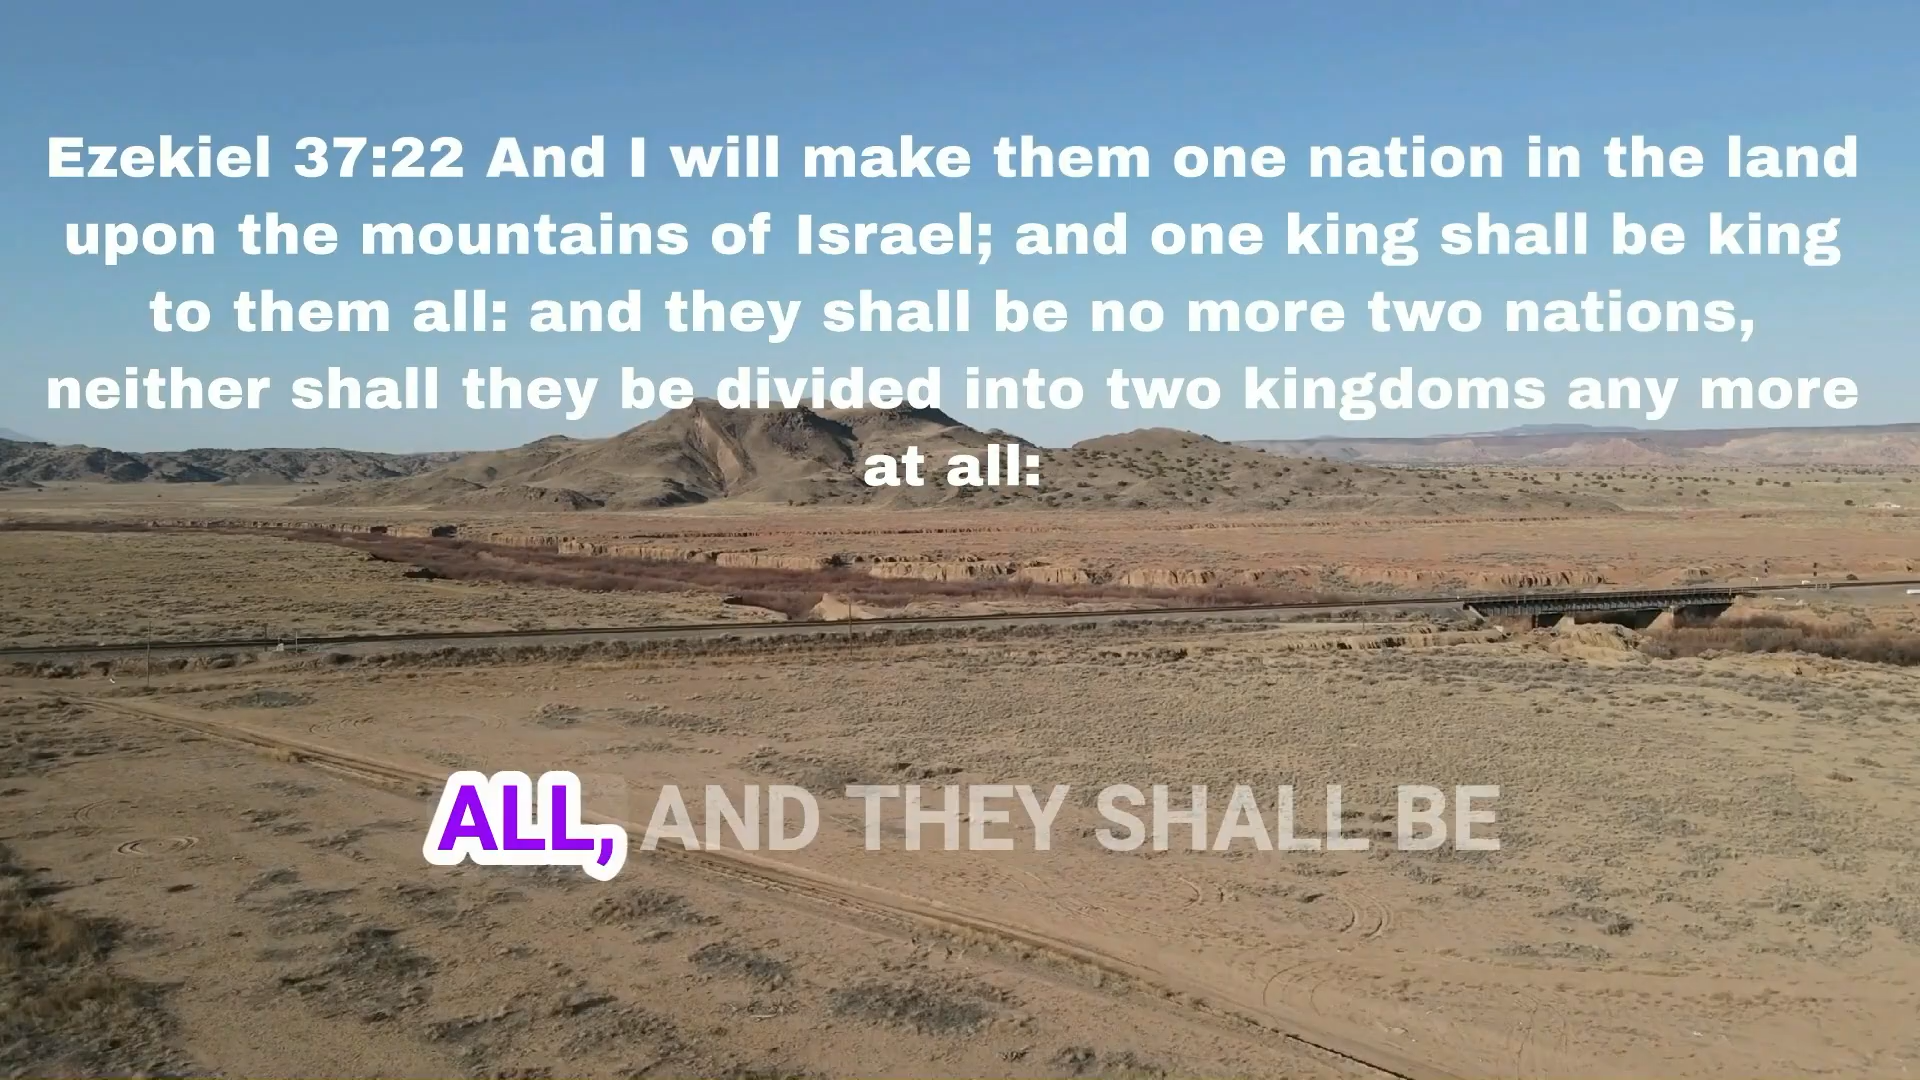 Ezekiel 37:22 And I will make them one nation in the land
upon the mountains of Israel; and one king shall be king
to them all: and they shall be no more two nations,
neither shall they be divided into two kingdoms any more
at all:
ALL, AND THEY SHALL BE